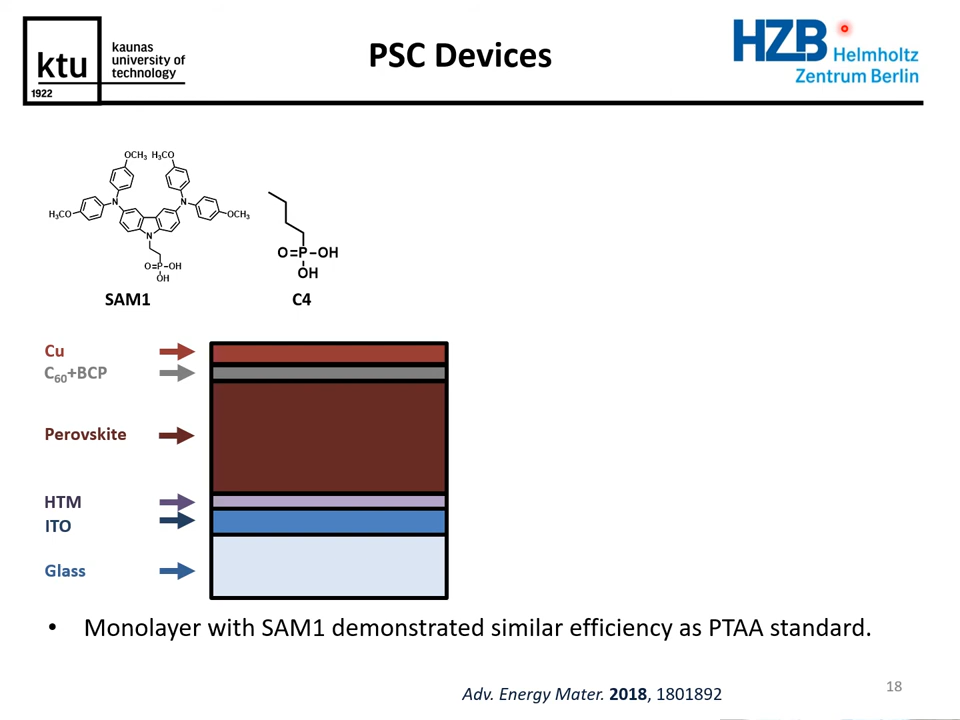 ktu
1922
kaunas
university of
technology
PSC Devices
HZB Helmholtz
Zentrum Berlin
OCH₃ H₃CO
N N
H₃CO OCH₃
N
O=P-OH
OH
SAM1
O=P-OH
OH
C4
Cu
C₆₀+BCP
Perovskite
HTM
ITO
Glass
• Monolayer with SAM1 demonstrated similar efficiency as PTAA standard.
Adv. Energy Mater. 2018, 1801892
18